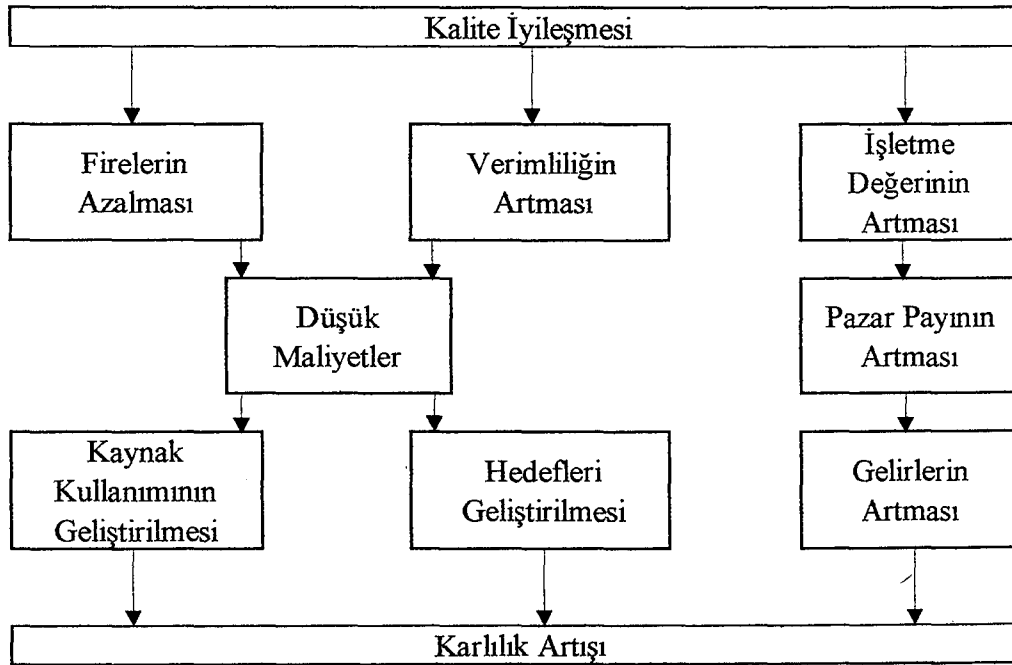 Kalite İyileşmesi
Firelerin
Azalması
Verimliliğin
Artması
İşletme
Değerinin
Artması
Düşük
Maliyetler
Pazar Payının
Artması
Kaynak
Kullanımının
Geliştirilmesi
Hedefleri
Geliştirilmesi
Gelirlerin
Artması
Karlılık Artışı